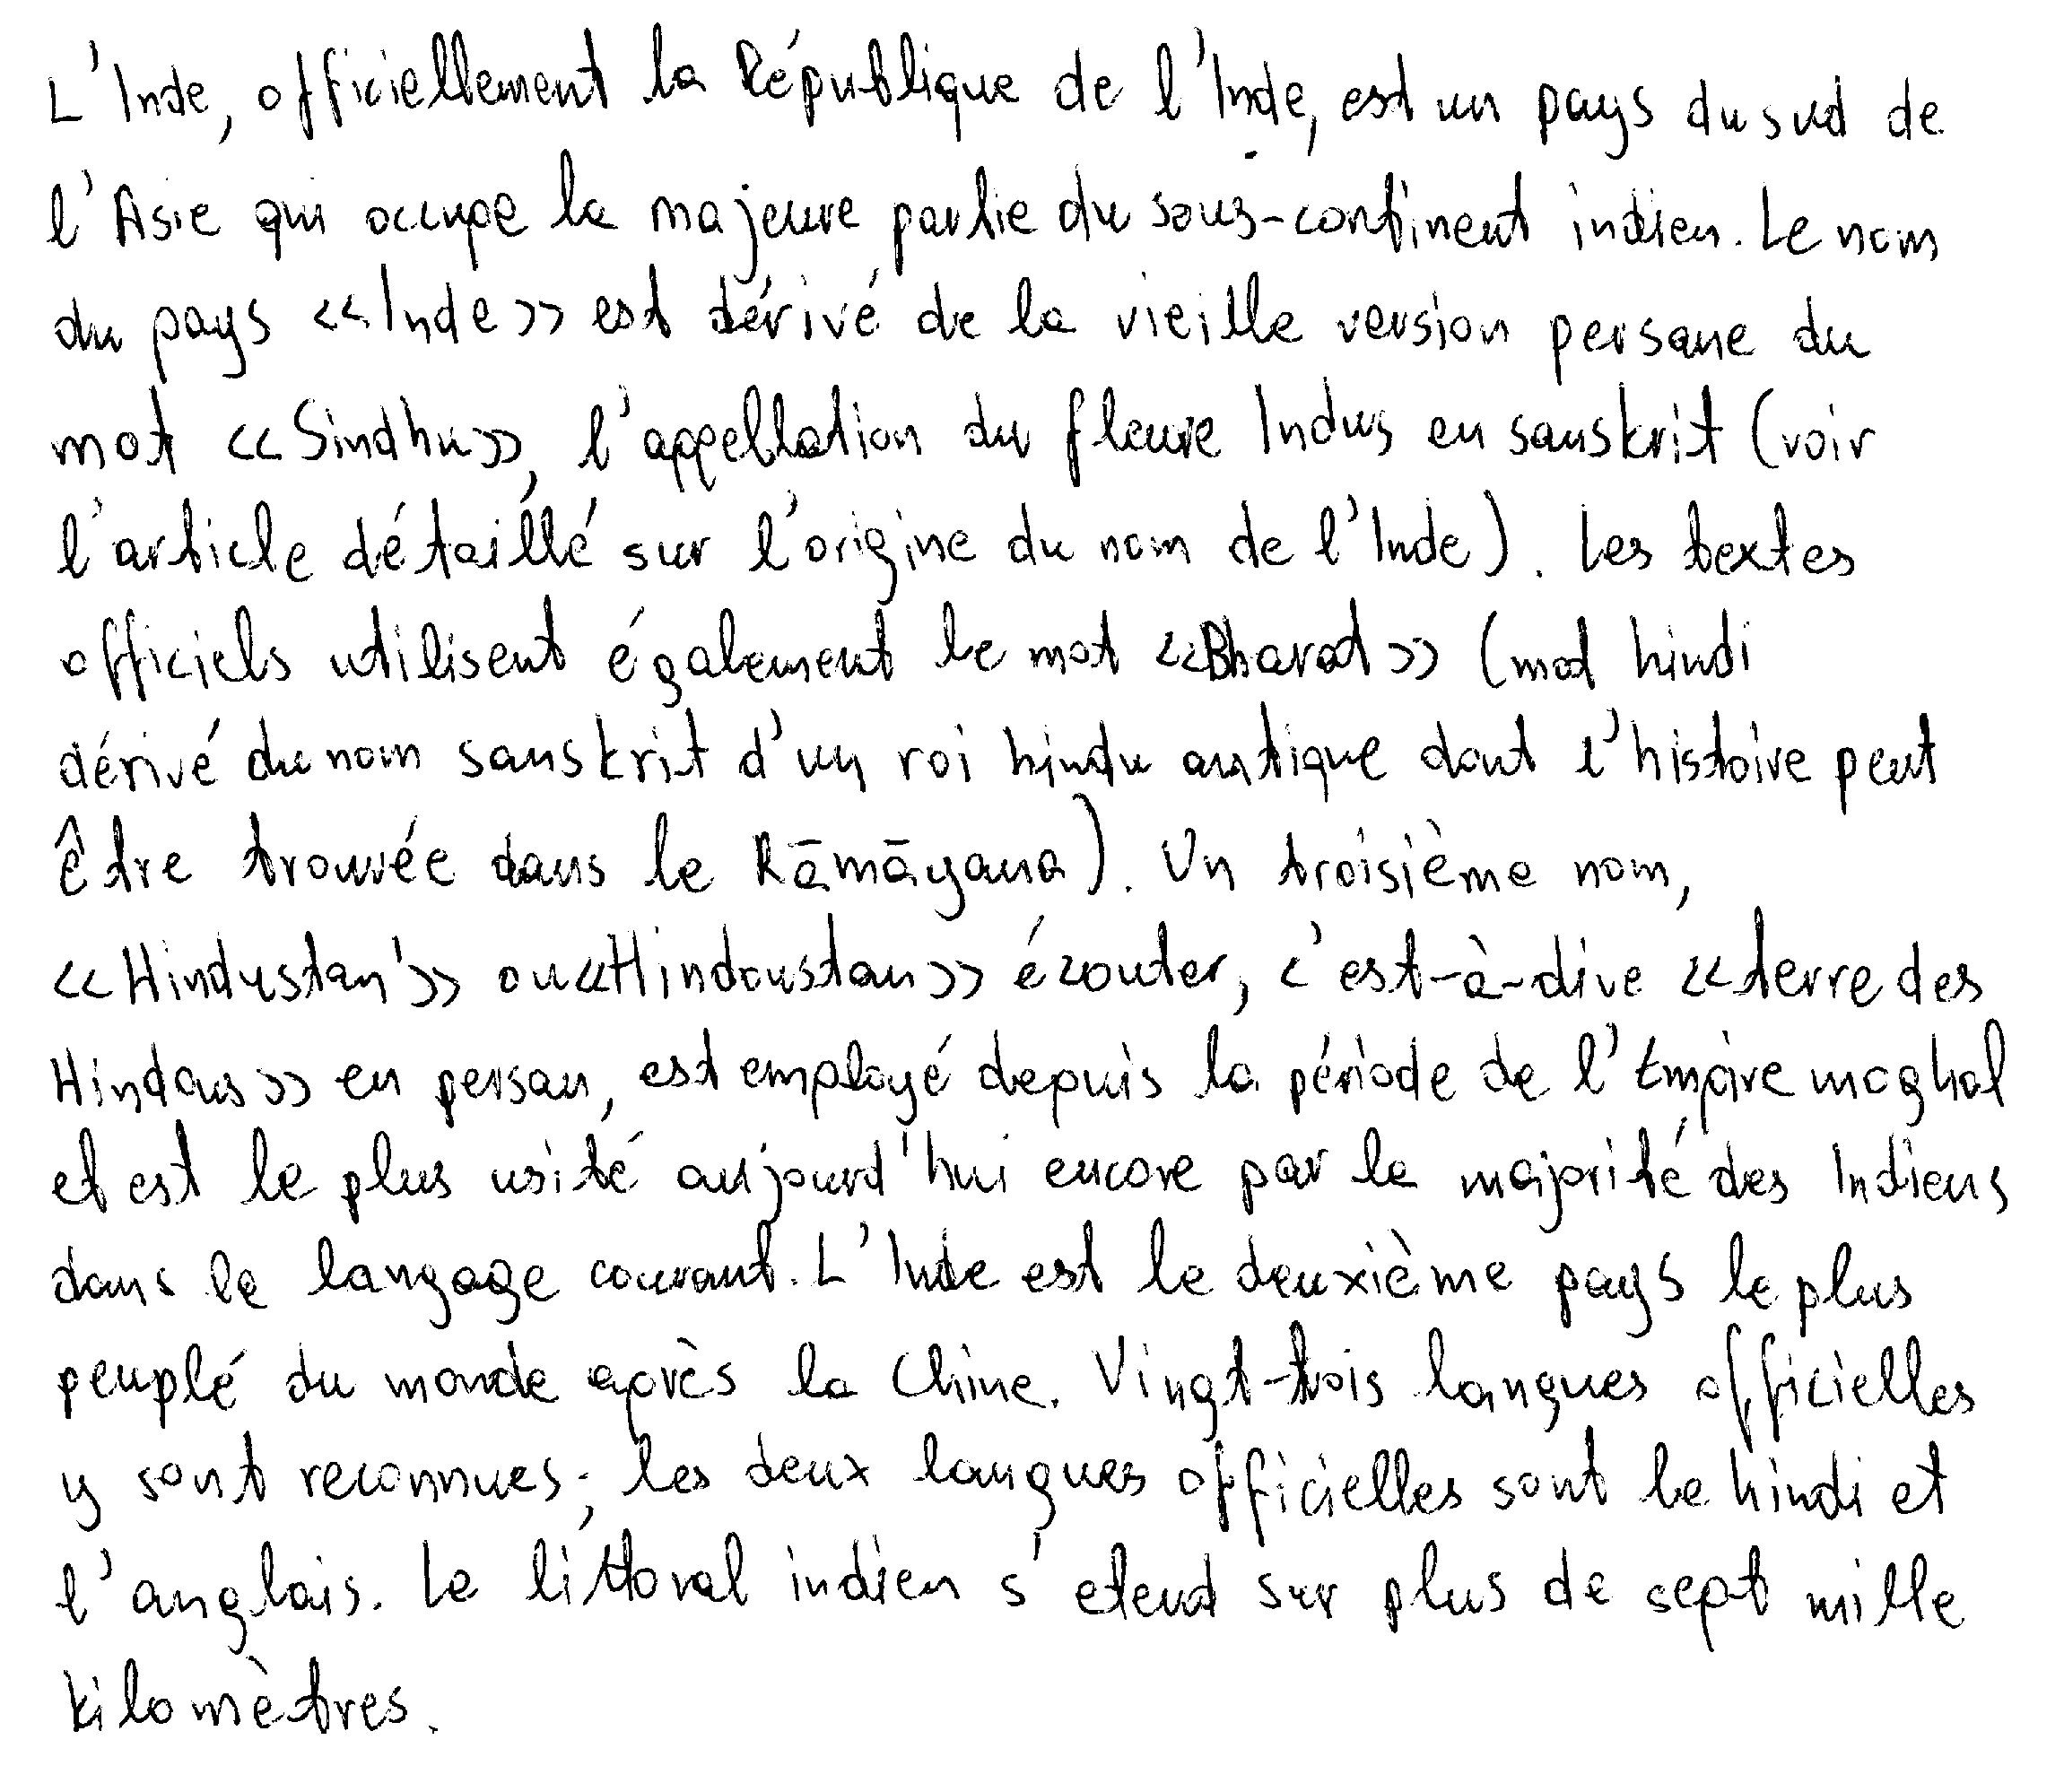 L'Inde, officiellement la République de l'Inde, est un pays du sud de
l'Asie qui occupe la majeure partie du sous-continent indien. Le nom
du pays <<Inde>> est dérivé de la vieille version persane du
mot <<Sindhu>>, l'appellation du fleuve Indus en sanskrit (voir
l'article détaillé sur l'origine du nom de l'Inde). Les textes
officiels utilisent également le mot <<Bharat>> (mot hindi
dérivé du nom sanskrit d'un roi hindu antique dont l'histoire peut
être trouvée dans le Rāmāyana). Un troisième nom,
<<Hindustan'>> ou <<Hindoustan>> écouter, c'est-à-dire <<terre des
Hindous>> en persan, est employé depuis la période de l'Empire moghol
et est le plus usité aujourd'hui encore par la majorité des Indiens
dans le langage courant. L'Inde est le deuxième pays le plus
peuplé du monde après la Chine. Vingt-trois langues officielles
y sont reconnues; les deux langues officielles sont le hindi et
l'anglais. Le littoral indien s'etend sur plus de sept mille
kilomètres.